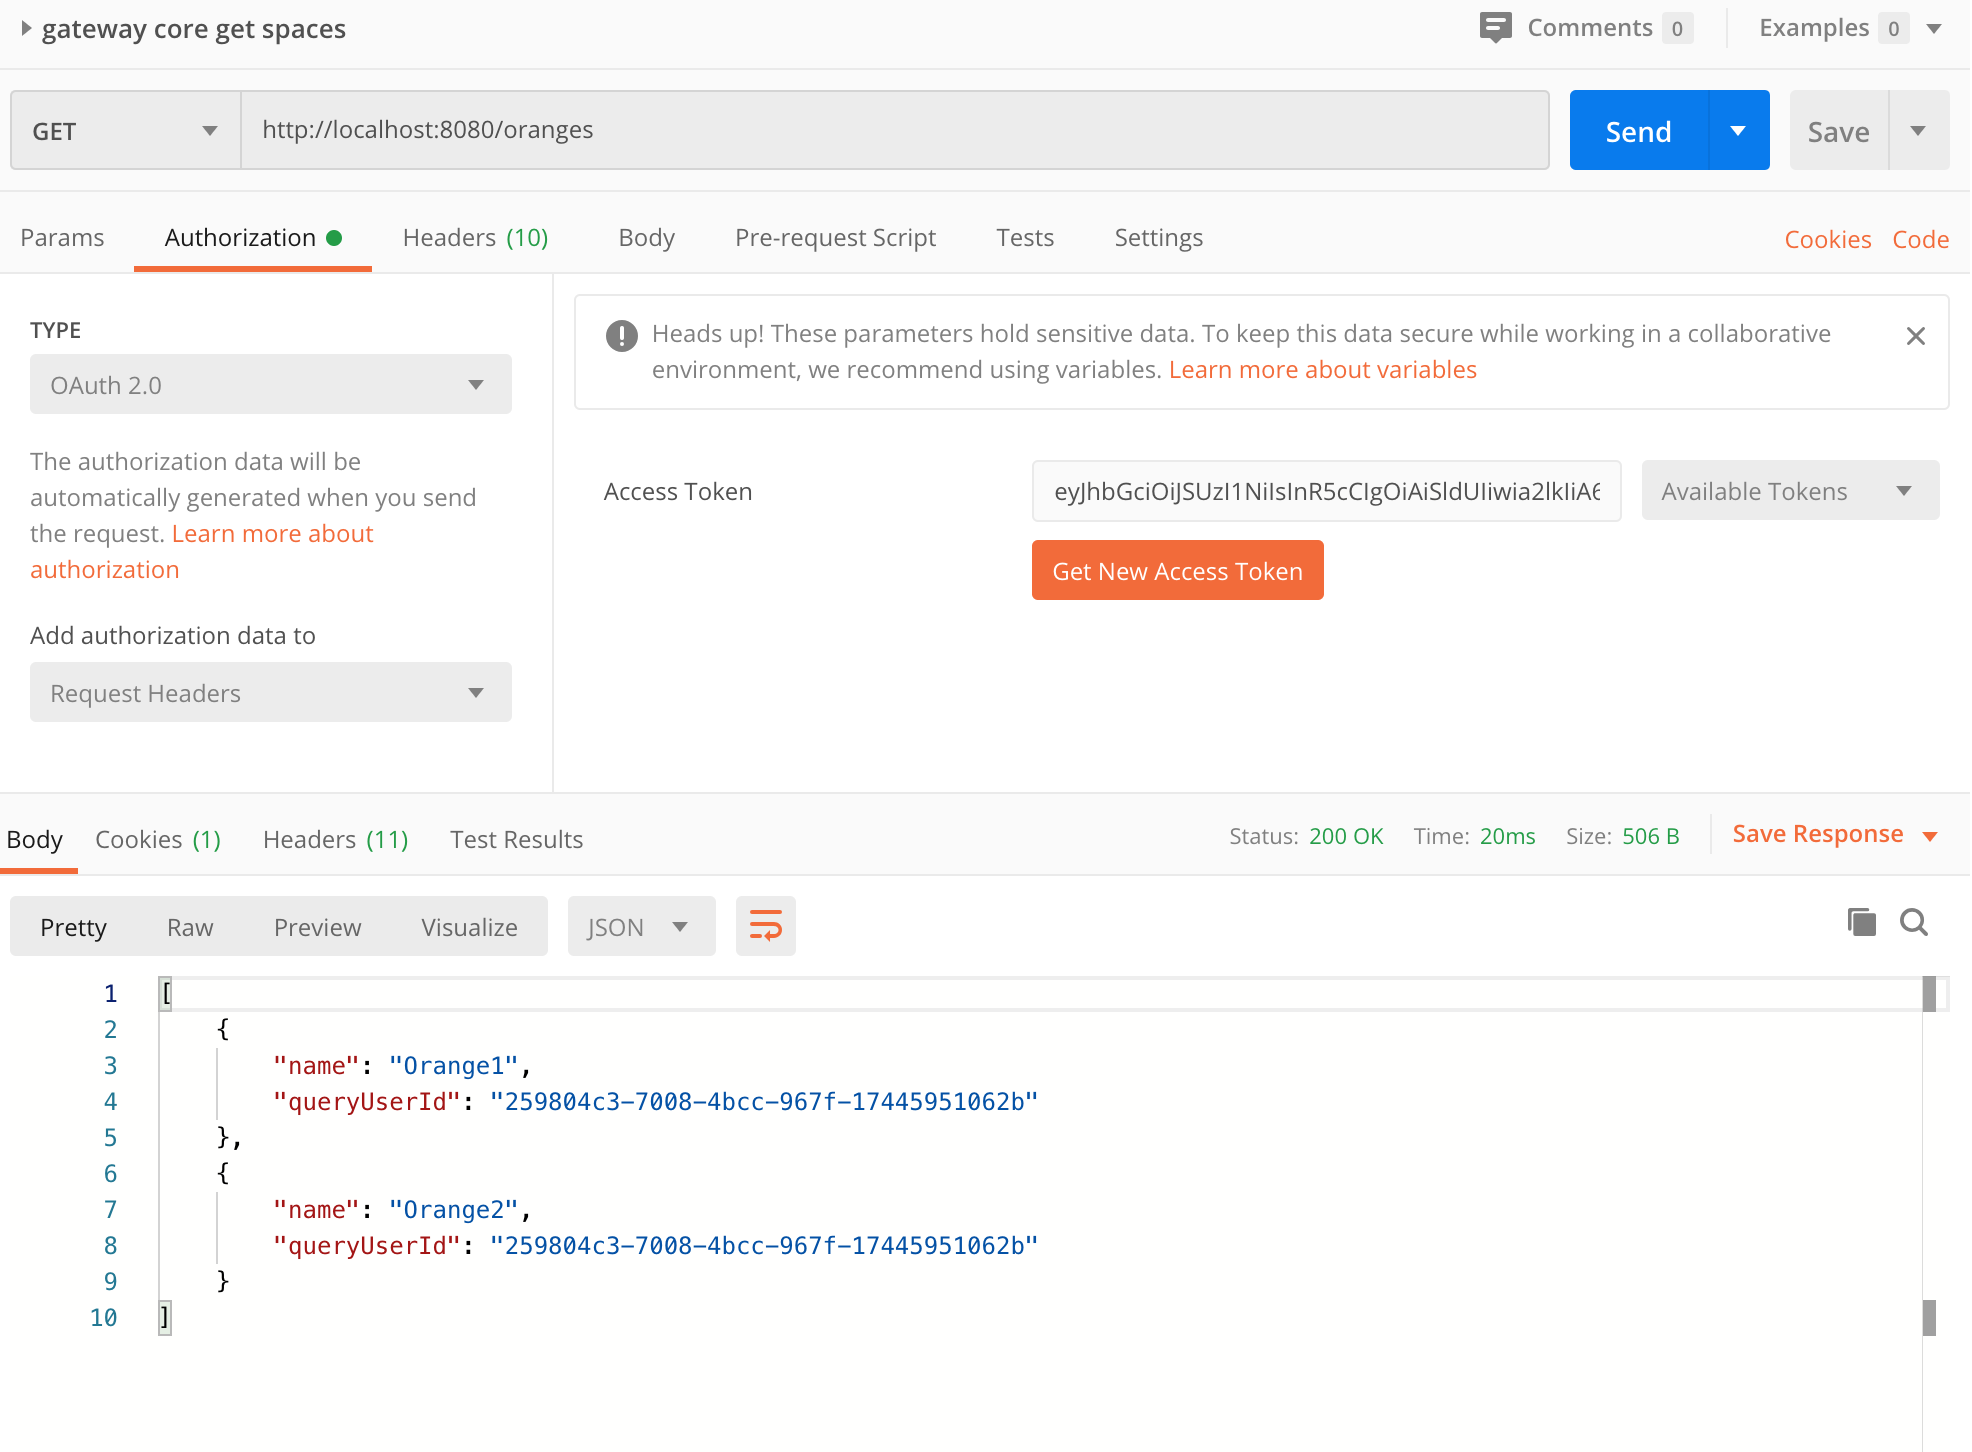 gateway core get spaces
Comments 0
Examples 0
GET
http://localhost:8080/oranges
Send
Save
Params
Authorization
Headers (10)
Body
Pre-request Script
Tests
Settings
Cookies
Code
TYPE
OAuth 2.0
The authorization data will be
automatically generated when you send
the request. Learn more about
authorization
Add authorization data to
Request Headers
Heads up! These parameters hold sensitive data. To keep this data secure while working in a collaborative
environment, we recommend using variables. Learn more about variables
Access Token
eyJhbGciOiJSUzI1NiIsInR5cCIgOiAiSldUIiwia2lkIiA6
Available Tokens
Get New Access Token
Body
Cookies (1)
Headers (11)
Test Results
Status: 200 OK
Time: 20ms
Size: 506 B
Save Response
Pretty
Raw
Preview
Visualize
JSON
1 [
2 {
3 "name": "Orange1",
4 "queryUserId": "259804c3-7008-4bcc-967f-17445951062b"
5 },
6 {
7 "name": "Orange2",
8 "queryUserId": "259804c3-7008-4bcc-967f-17445951062b"
9 }
10 ]